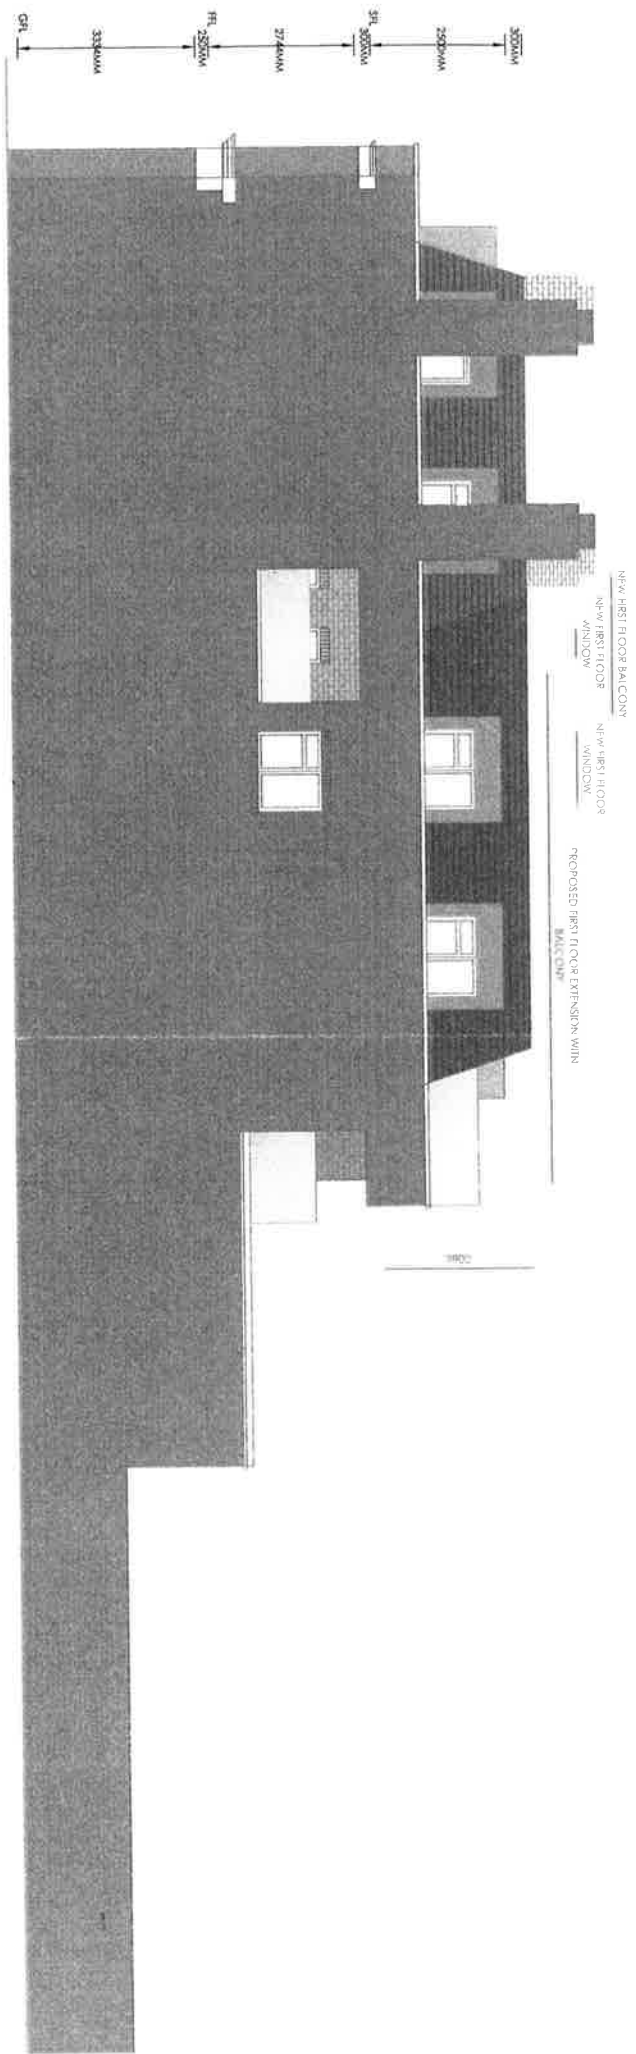 NEW FIRST FLOOR BALCONY
NEW FIRST FLOOR
WINDOW
NEW FIRST FLOOR
WINDOW
PROPOSED FIRST FLOOR EXTENSION WITH
BALCONY
300MM
2500MM
SFL
300MM
2744MM
FFL
250MM
3334MM
GFL